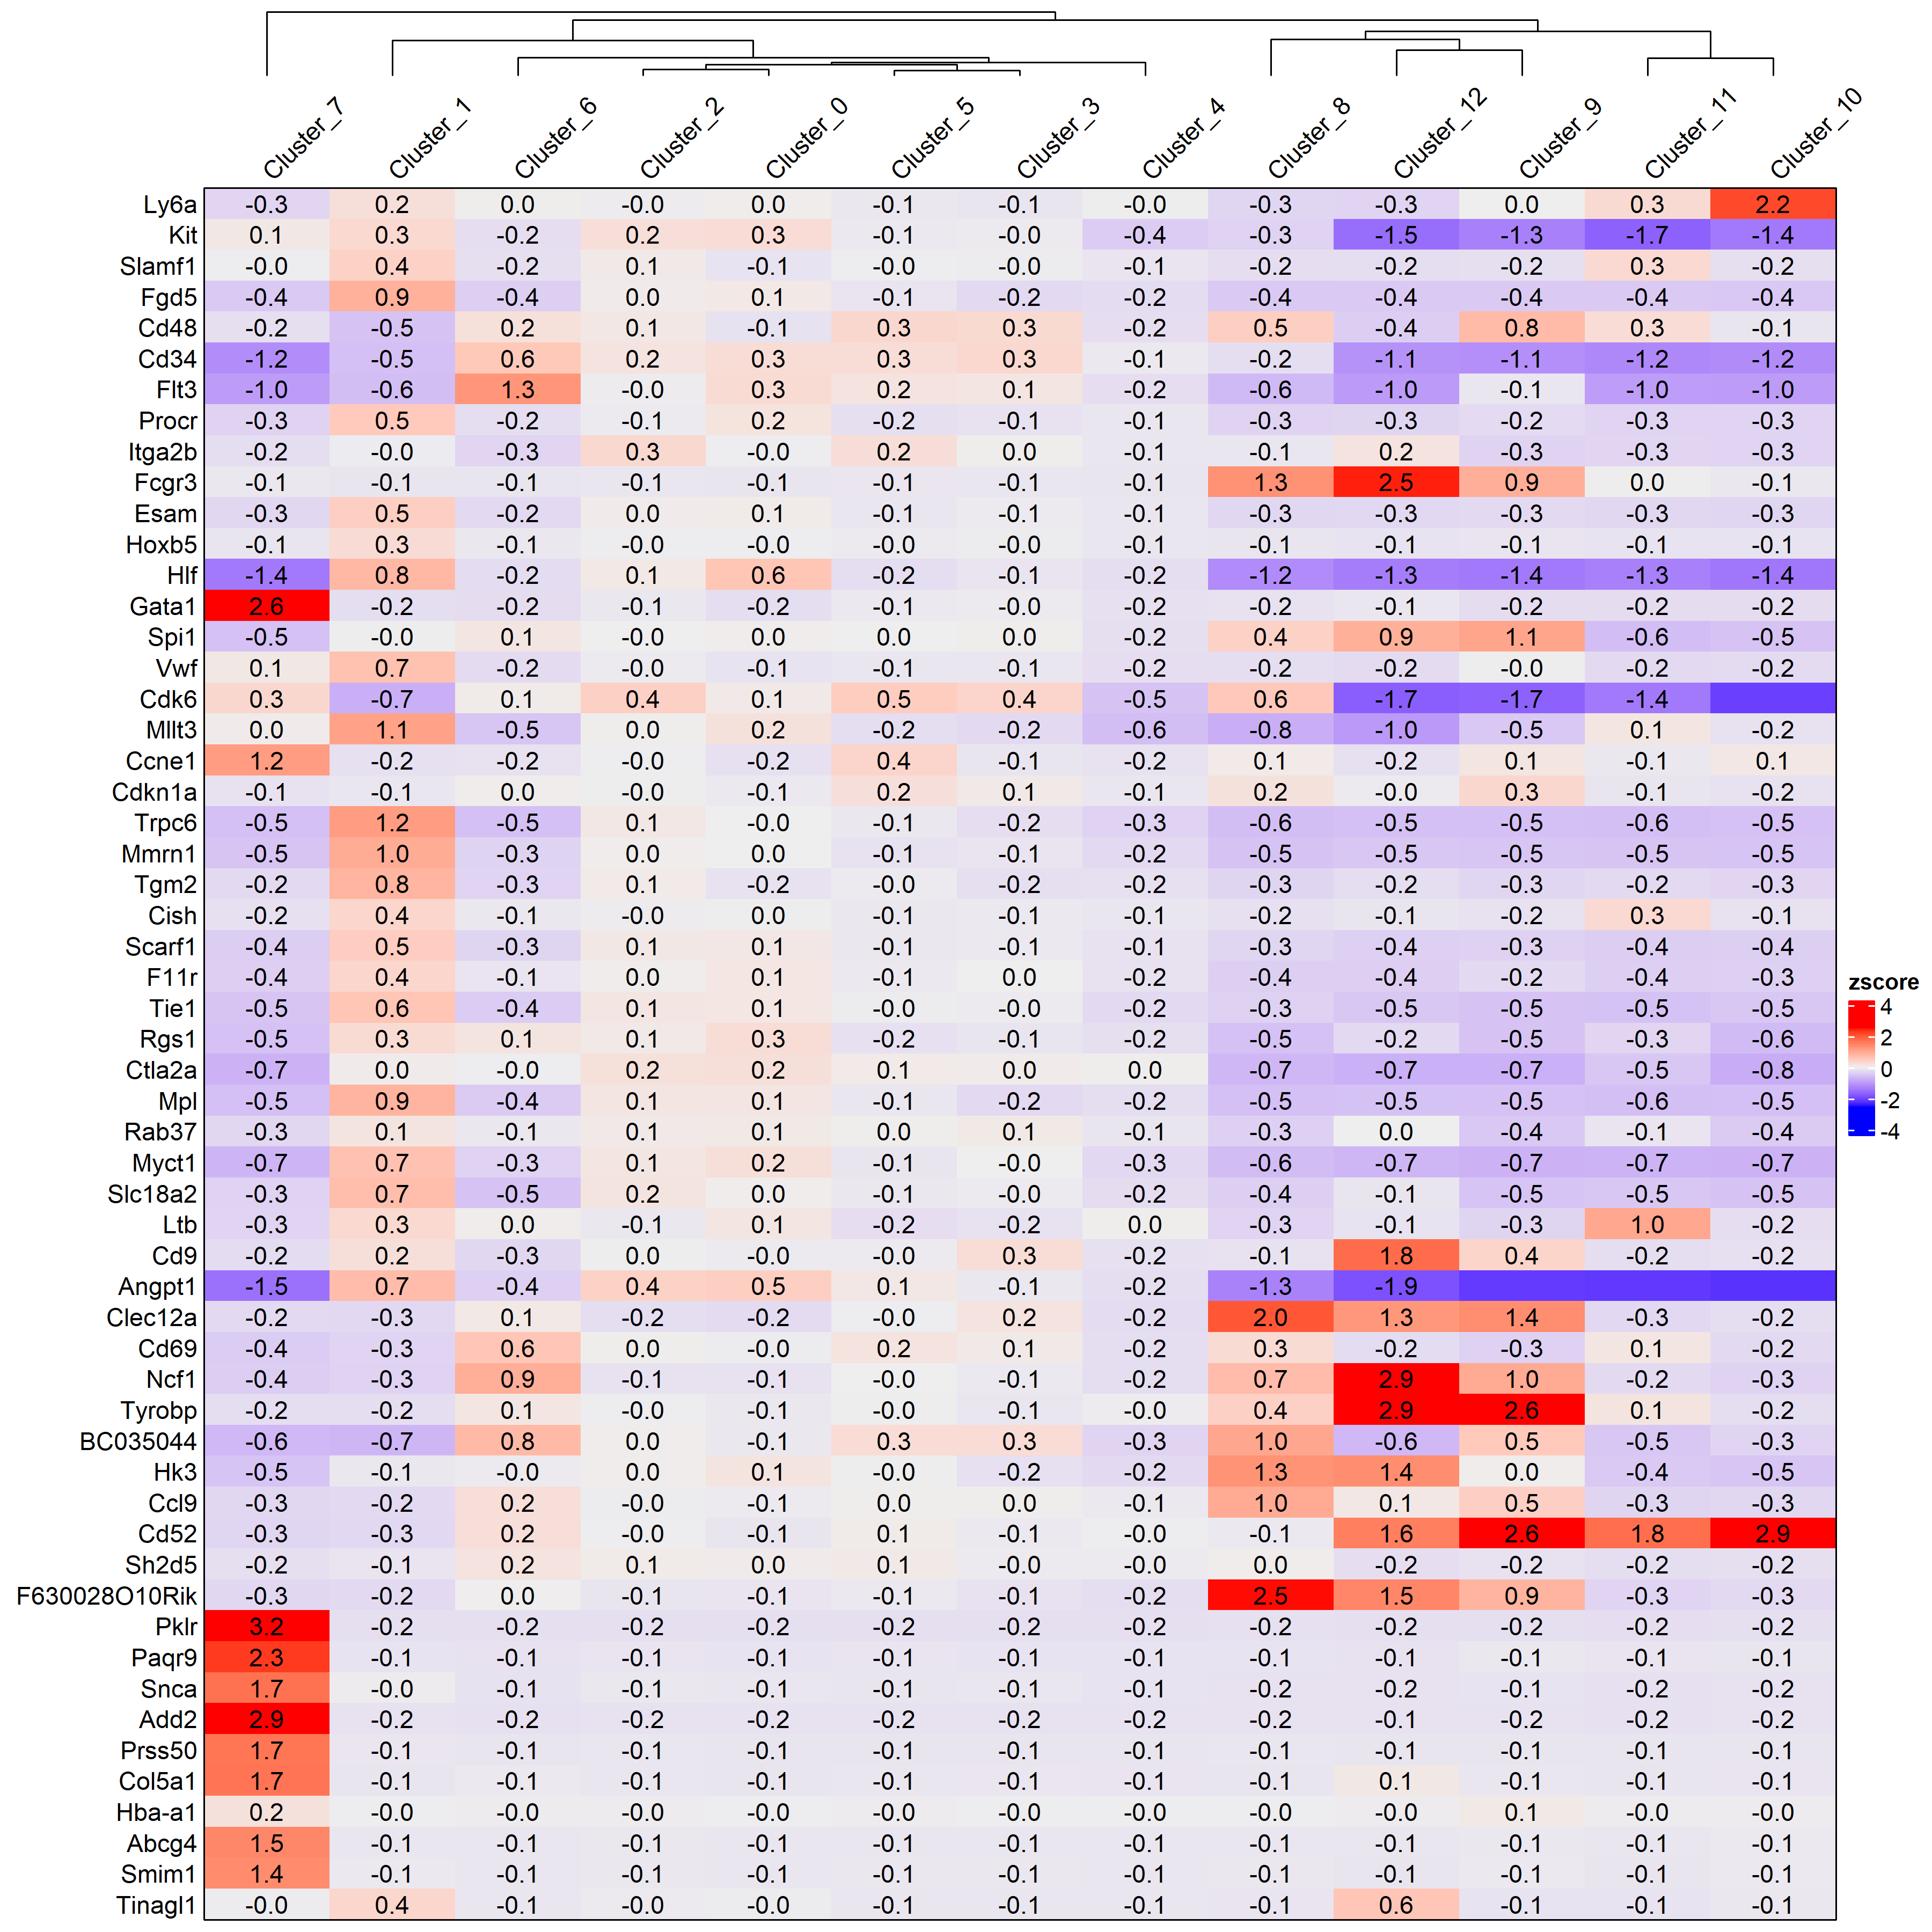 Cluster_7 Cluster_1 Cluster_6 Cluster_2 Cluster_0 Cluster_5 Cluster_3 Cluster_4 Cluster_8 Cluster_12 Cluster_9 Cluster_11 Cluster_10
Ly6a -0.3 0.2 0.0 -0.0 0.0 -0.1 -0.1 -0.0 -0.3 -0.3 0.0 0.3 2.2
Kit 0.1 0.3 -0.2 0.2 0.3 -0.1 -0.0 -0.4 -0.3 -1.5 -1.3 -1.7 -1.4
Slamf1 -0.0 0.4 -0.2 0.1 -0.1 -0.0 -0.0 -0.1 -0.2 -0.2 -0.2 0.3 -0.2
Fgd5 -0.4 0.9 -0.4 0.0 0.1 -0.1 -0.2 -0.2 -0.4 -0.4 -0.4 -0.4 -0.4
Cd48 -0.2 -0.5 0.2 0.1 -0.1 0.3 0.3 -0.2 0.5 -0.4 0.8 0.3 -0.1
Cd34 -1.2 -0.5 0.6 0.2 0.3 0.3 0.3 -0.1 -0.2 -1.1 -1.1 -1.2 -1.2
Flt3 -1.0 -0.6 1.3 -0.0 0.3 0.2 0.1 -0.2 -0.6 -1.0 -0.1 -1.0 -1.0
Procr -0.3 0.5 -0.2 -0.1 0.2 -0.2 -0.1 -0.1 -0.3 -0.3 -0.2 -0.3 -0.3
Itga2b -0.2 -0.0 -0.3 0.3 -0.0 0.2 0.0 -0.1 -0.1 0.2 -0.3 -0.3 -0.3
Fcgr3 -0.1 -0.1 -0.1 -0.1 -0.1 -0.1 -0.1 -0.1 1.3 2.5 0.9 0.0 -0.1
Esam -0.3 0.5 -0.2 0.0 0.1 -0.1 -0.1 -0.1 -0.3 -0.3 -0.3 -0.3 -0.3
Hoxb5 -0.1 0.3 -0.1 -0.0 -0.0 -0.0 -0.1 -0.1 -0.1 -0.1 -0.1 -0.1 -0.1
Hlf -1.4 0.8 -0.2 0.1 0.6 -0.2 -0.1 -0.2 -1.2 -1.3 -1.4 -1.3 -1.4
Gata1 2.6 -0.2 -0.2 -0.1 -0.2 -0.1 -0.0 -0.2 -0.2 -0.1 -0.2 -0.2 -0.2
Spi1 -0.5 -0.0 0.1 -0.0 0.0 0.0 0.0 -0.2 0.4 0.9 1.1 -0.6 -0.5
Vwf 0.1 0.7 -0.2 -0.0 -0.1 -0.1 -0.1 -0.2 -0.2 -0.2 -0.0 -0.2 -0.2
Cdk6 0.3 -0.7 0.1 0.4 0.1 0.5 0.4 -0.5 0.6 -1.7 -1.7 -1.4
Mllt3 0.0 1.1 -0.5 0.0 0.2 -0.2 -0.2 -0.6 -0.8 -1.0 -0.5 0.1 -0.2
Ccne1 1.2 -0.2 -0.2 -0.0 -0.2 0.4 -0.1 -0.2 0.1 -0.2 0.1 -0.1 0.1
Cdkn1a -0.1 -0.1 0.0 -0.0 -0.1 0.2 0.1 -0.1 0.2 -0.0 0.3 -0.1 -0.2
Trpc6 -0.5 1.2 -0.5 0.1 -0.0 -0.1 -0.2 -0.3 -0.6 -0.5 -0.5 -0.6 -0.5
Mmrn1 -0.5 1.0 -0.3 0.0 0.0 -0.1 -0.1 -0.2 -0.5 -0.5 -0.5 -0.5 -0.5
Tgm2 -0.2 0.8 -0.3 0.1 -0.2 -0.0 -0.2 -0.2 -0.3 -0.2 -0.3 -0.2 -0.3
Cish -0.2 0.4 -0.1 -0.0 0.0 -0.1 -0.1 -0.1 -0.2 -0.1 -0.2 0.3 -0.1
Scarf1 -0.4 0.5 -0.3 0.1 0.1 -0.1 -0.1 -0.1 -0.3 -0.4 -0.3 -0.4 -0.4
F11r -0.4 0.4 -0.1 0.0 0.1 -0.1 0.0 -0.2 -0.4 -0.4 -0.2 -0.4 -0.3
Tie1 -0.5 0.6 -0.4 0.1 0.1 -0.0 -0.0 -0.2 -0.3 -0.5 -0.5 -0.5 -0.5
Rgs1 -0.5 0.3 0.1 0.1 0.3 -0.2 -0.1 -0.2 -0.5 -0.2 -0.5 -0.3 -0.6
Ctla2a -0.7 0.0 -0.0 0.2 0.2 0.1 0.0 0.0 -0.7 -0.7 -0.7 -0.5 -0.8
Mpl -0.5 0.9 -0.4 0.1 0.1 -0.1 -0.2 -0.2 -0.5 -0.5 -0.5 -0.6 -0.5
Rab37 -0.3 0.1 -0.1 0.1 0.1 0.0 0.1 -0.1 -0.3 0.0 -0.4 -0.1 -0.4
Myct1 -0.7 0.7 -0.3 0.1 0.2 -0.1 -0.0 -0.3 -0.6 -0.7 -0.7 -0.7 -0.7
Slc18a2 -0.3 0.7 -0.5 0.2 0.0 -0.1 -0.0 -0.2 -0.4 -0.1 -0.5 -0.5 -0.5
Ltb -0.3 0.3 0.0 -0.1 0.1 -0.2 -0.2 0.0 -0.3 -0.1 -0.3 1.0 -0.2
Cd9 -0.2 0.2 -0.3 0.0 -0.0 -0.0 0.3 -0.2 -0.1 1.8 0.4 -0.2 -0.2
Angpt1 -1.5 0.7 -0.4 0.4 0.5 0.1 -0.1 -0.2 -1.3 -1.9
Clec12a -0.2 -0.3 0.1 -0.2 -0.2 -0.0 0.2 -0.2 2.0 1.3 1.4 -0.3 -0.2
Cd69 -0.4 -0.3 0.6 0.0 -0.0 0.2 0.1 -0.2 0.3 -0.2 -0.3 0.1 -0.2
Ncf1 -0.4 -0.3 0.9 -0.1 -0.1 -0.0 -0.1 -0.2 0.7 2.9 1.0 -0.2 -0.3
Tyrobp -0.2 -0.2 0.1 -0.0 -0.1 -0.0 -0.1 -0.0 0.4 2.9 2.6 0.1 -0.2
BC035044 -0.6 -0.7 0.8 0.0 -0.1 0.3 0.3 -0.3 1.0 -0.6 0.5 -0.5 -0.3
Hk3 -0.5 -0.1 -0.0 0.0 0.1 -0.0 -0.2 -0.2 1.3 1.4 0.0 -0.4 -0.5
Ccl9 -0.3 -0.2 0.2 -0.0 -0.1 0.0 0.0 -0.1 1.0 0.1 0.5 -0.3 -0.3
Cd52 -0.3 -0.3 0.2 -0.0 -0.1 0.1 -0.1 -0.0 -0.1 1.6 2.6 1.8 2.9
Sh2d5 -0.2 -0.1 0.2 0.1 0.0 0.1 -0.0 -0.0 0.0 -0.2 -0.2 -0.2 -0.2
F630028O10Rik -0.3 -0.2 0.0 -0.1 -0.1 -0.1 -0.1 -0.2 2.5 1.5 0.9 -0.3 -0.3
Pklr 3.2 -0.2 -0.2 -0.2 -0.2 -0.2 -0.2 -0.2 -0.2 -0.2 -0.2 -0.2 -0.2
Paqr9 2.3 -0.1 -0.1 -0.1 -0.1 -0.1 -0.1 -0.1 -0.1 -0.1 -0.1 -0.1 -0.1
Snca 1.7 -0.0 -0.1 -0.1 -0.1 -0.1 -0.1 -0.1 -0.2 -0.2 -0.1 -0.2 -0.2
Add2 2.9 -0.2 -0.2 -0.2 -0.2 -0.2 -0.2 -0.2 -0.2 -0.1 -0.2 -0.2 -0.2
Prss50 1.7 -0.1 -0.1 -0.1 -0.1 -0.1 -0.1 -0.1 -0.1 -0.1 -0.1 -0.1 -0.1
Col5a1 1.7 -0.1 -0.1 -0.1 -0.1 -0.1 -0.1 -0.1 -0.1 0.1 -0.1 -0.1 -0.1
Hba-a1 0.2 -0.0 -0.0 -0.0 -0.0 -0.0 -0.0 -0.0 -0.0 -0.0 0.1 -0.0 -0.0
Abcg4 1.5 -0.1 -0.1 -0.1 -0.1 -0.1 -0.1 -0.1 -0.1 -0.1 -0.1 -0.1 -0.1
Smim1 1.4 -0.1 -0.1 -0.1 -0.1 -0.1 -0.1 -0.1 -0.1 -0.1 -0.1 -0.1 -0.1
Tinagl1 -0.0 0.4 -0.1 -0.0 -0.0 -0.1 -0.1 -0.1 -0.1 0.6 -0.1 -0.1 -0.1
zscore
4
2
0
-2
-4